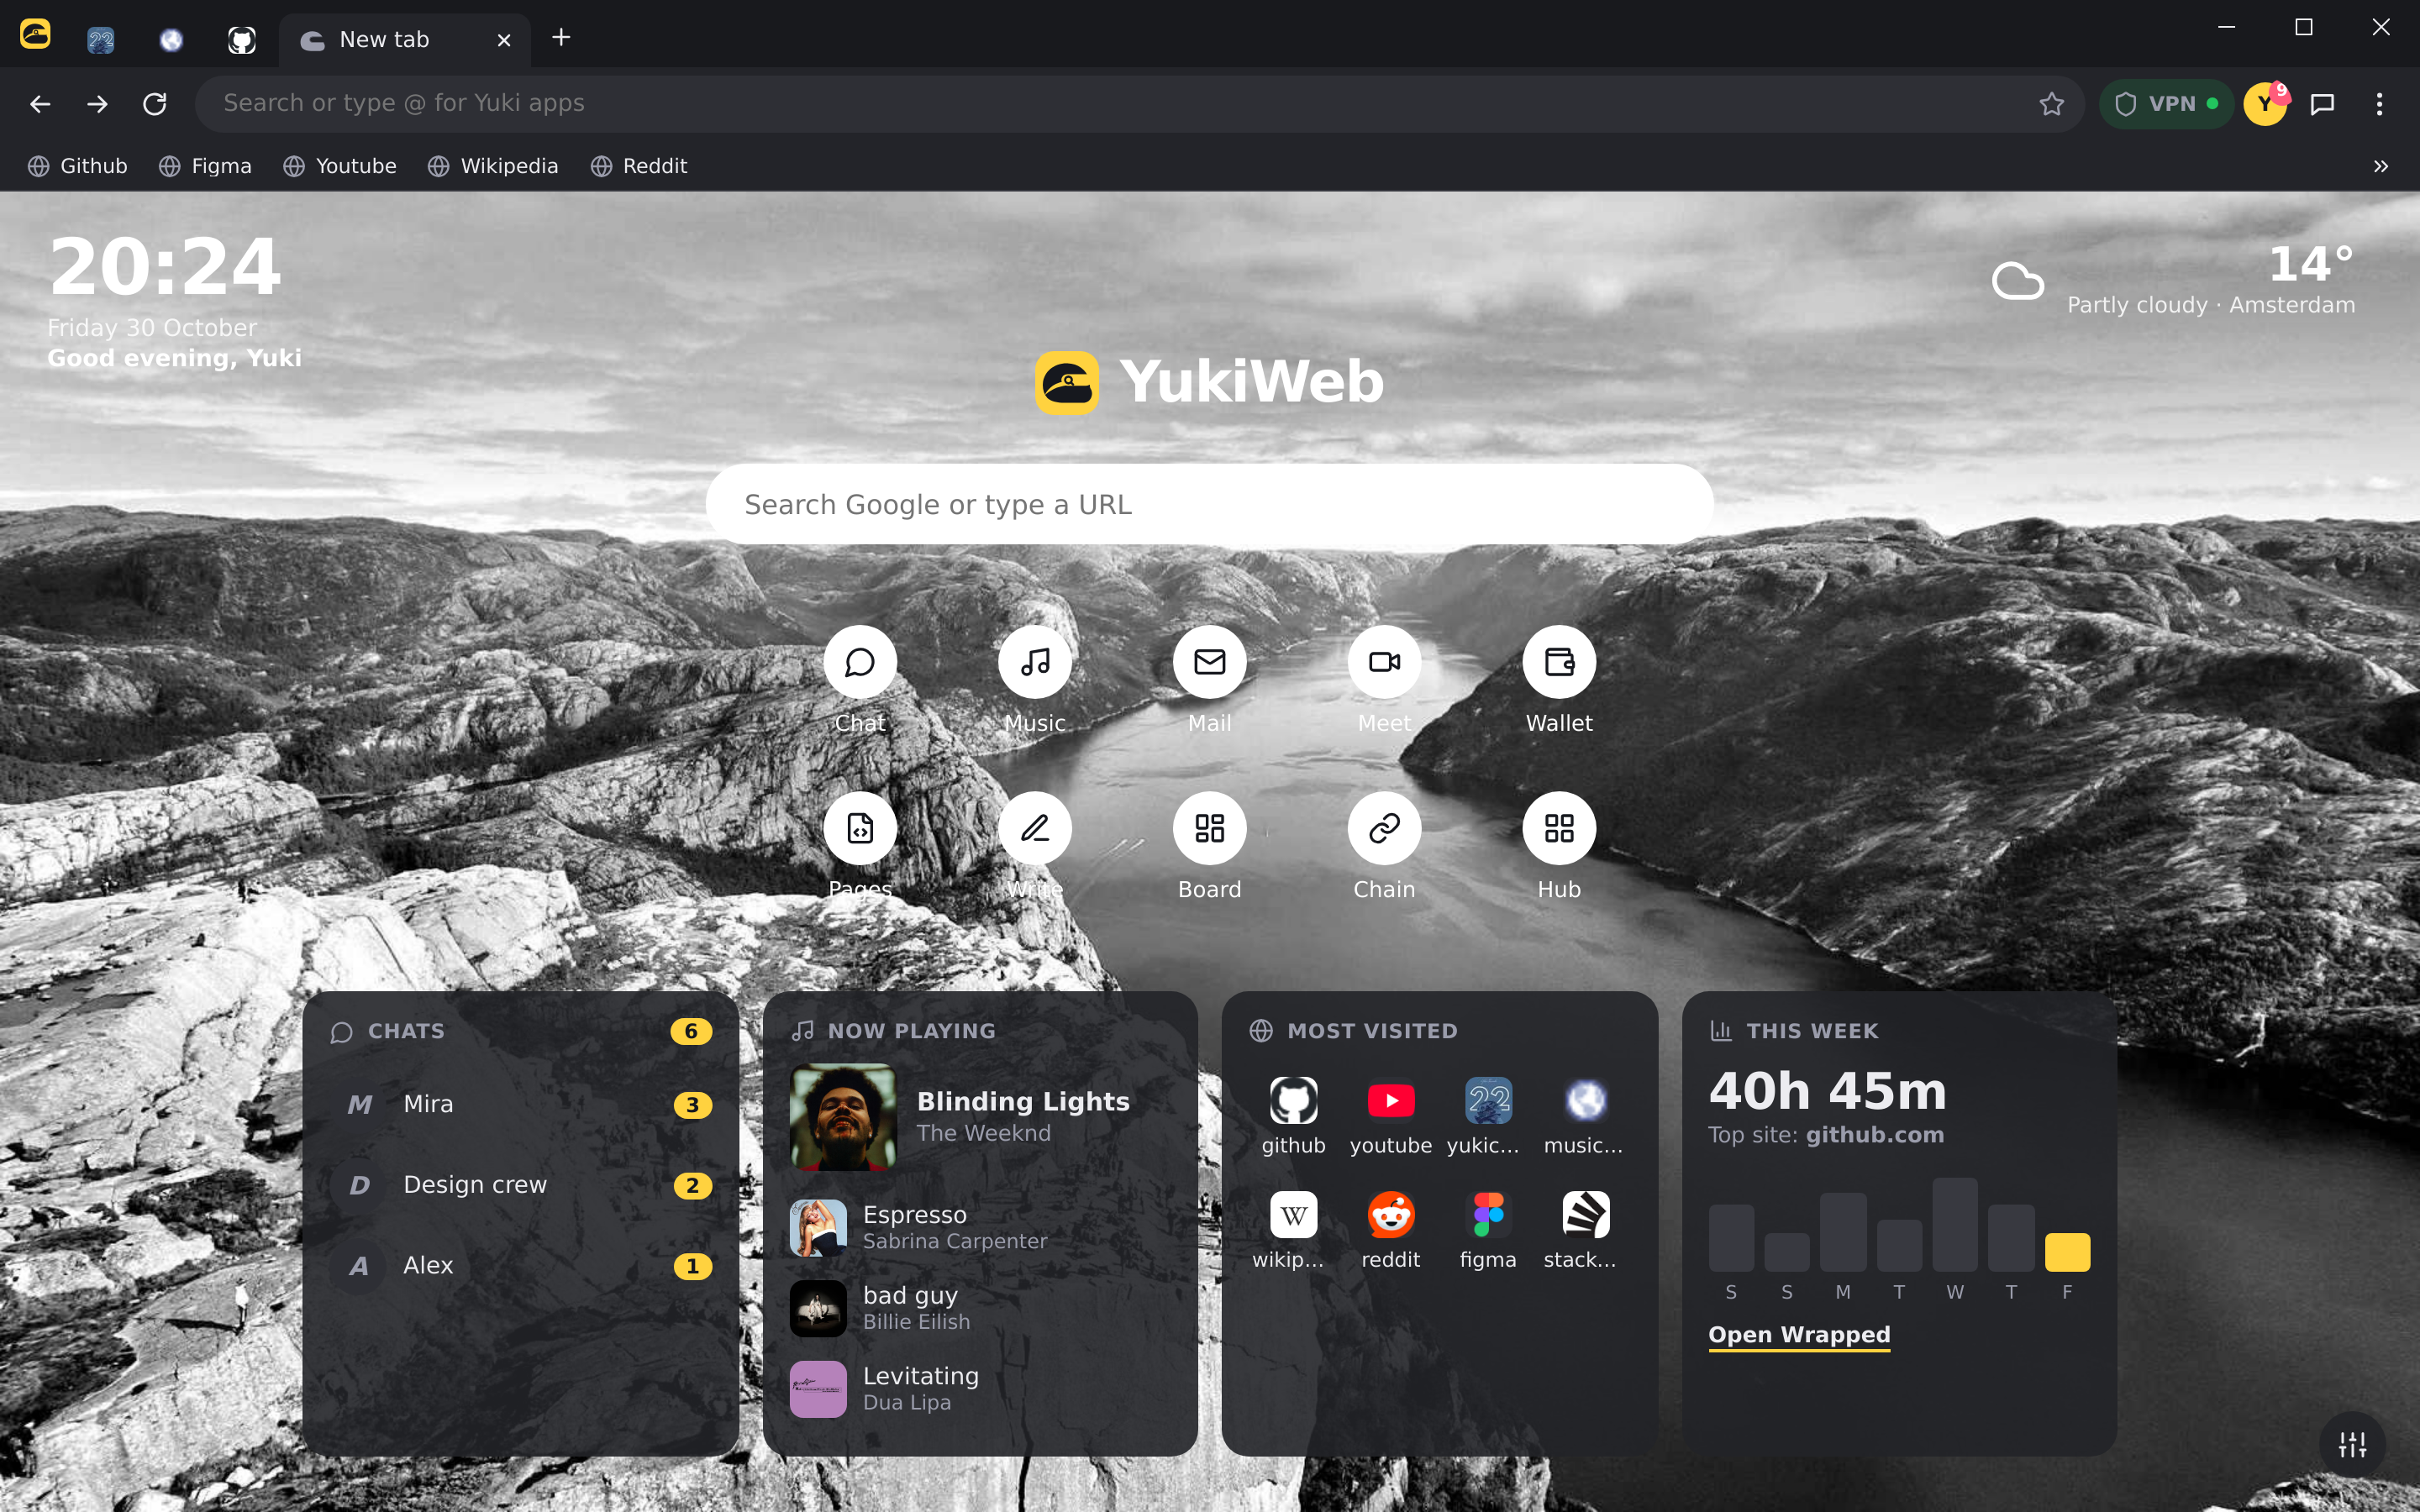 22
New tab
Search or type @ for Yuki apps
VPN
Y
9
Github
Figma
Youtube
Wikipedia
Reddit
20:24
Friday 30 October
Good evening, Yuki
14°
Partly cloudy · Amsterdam
YukiWeb
Search Google or type a URL
Chat
Music
Mail
Meet
Wallet
Pages
Write
Board
Chain
Hub
CHATS
6
M
Mira
3
D
Design crew
2
A
Alex
1
NOW PLAYING
Blinding Lights
The Weeknd
Espresso
Sabrina Carpenter
bad guy
Billie Eilish
Levitating
Dua Lipa
MOST VISITED
22
github
youtube
yukic...
music...
W
wikip...
reddit
figma
stack...
THIS WEEK
40h 45m
Top site: github.com
S S M T W T F
Open Wrapped